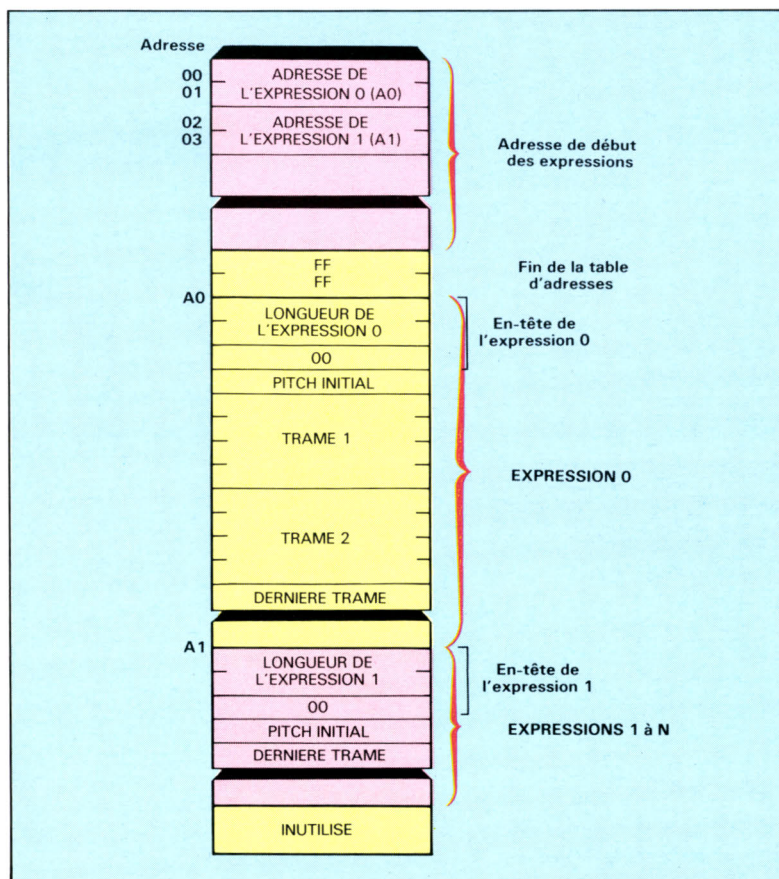 Adresse
00
01
ADRESSE DE
L'EXPRESSION 0 (A0)
02
03
ADRESSE DE
L'EXPRESSION 1 (A1)
Adresse de début
des expressions
FF
FF
Fin de la table
d'adresses
A0
LONGUEUR DE
L'EXPRESSION 0
En-tête de
l'expression 0
00
PITCH INITIAL
TRAME 1
EXPRESSION 0
TRAME 2
DERNIERE TRAME
A1
LONGUEUR DE
L'EXPRESSION 1
En-tête de
l'expression 1
00
PITCH INITIAL
EXPRESSIONS 1 à N
DERNIERE TRAME
INUTILISE